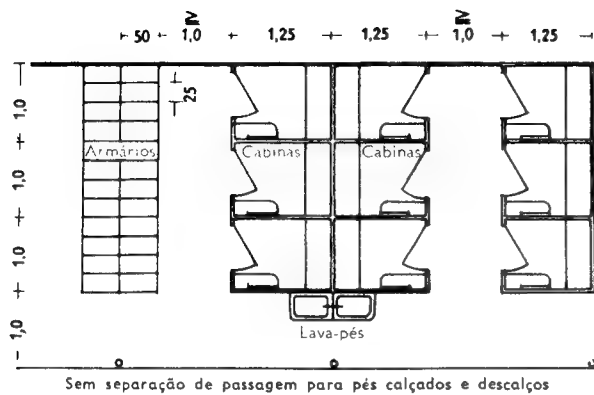 ≧ ≧
50 1,0 1,25 1,25 1,0 1,25
1,0 25
Armários Cabinas Cabinas
1,0
1,0
1,0
Lava-pés
Sem separação de passagem para pés calçados e descalços